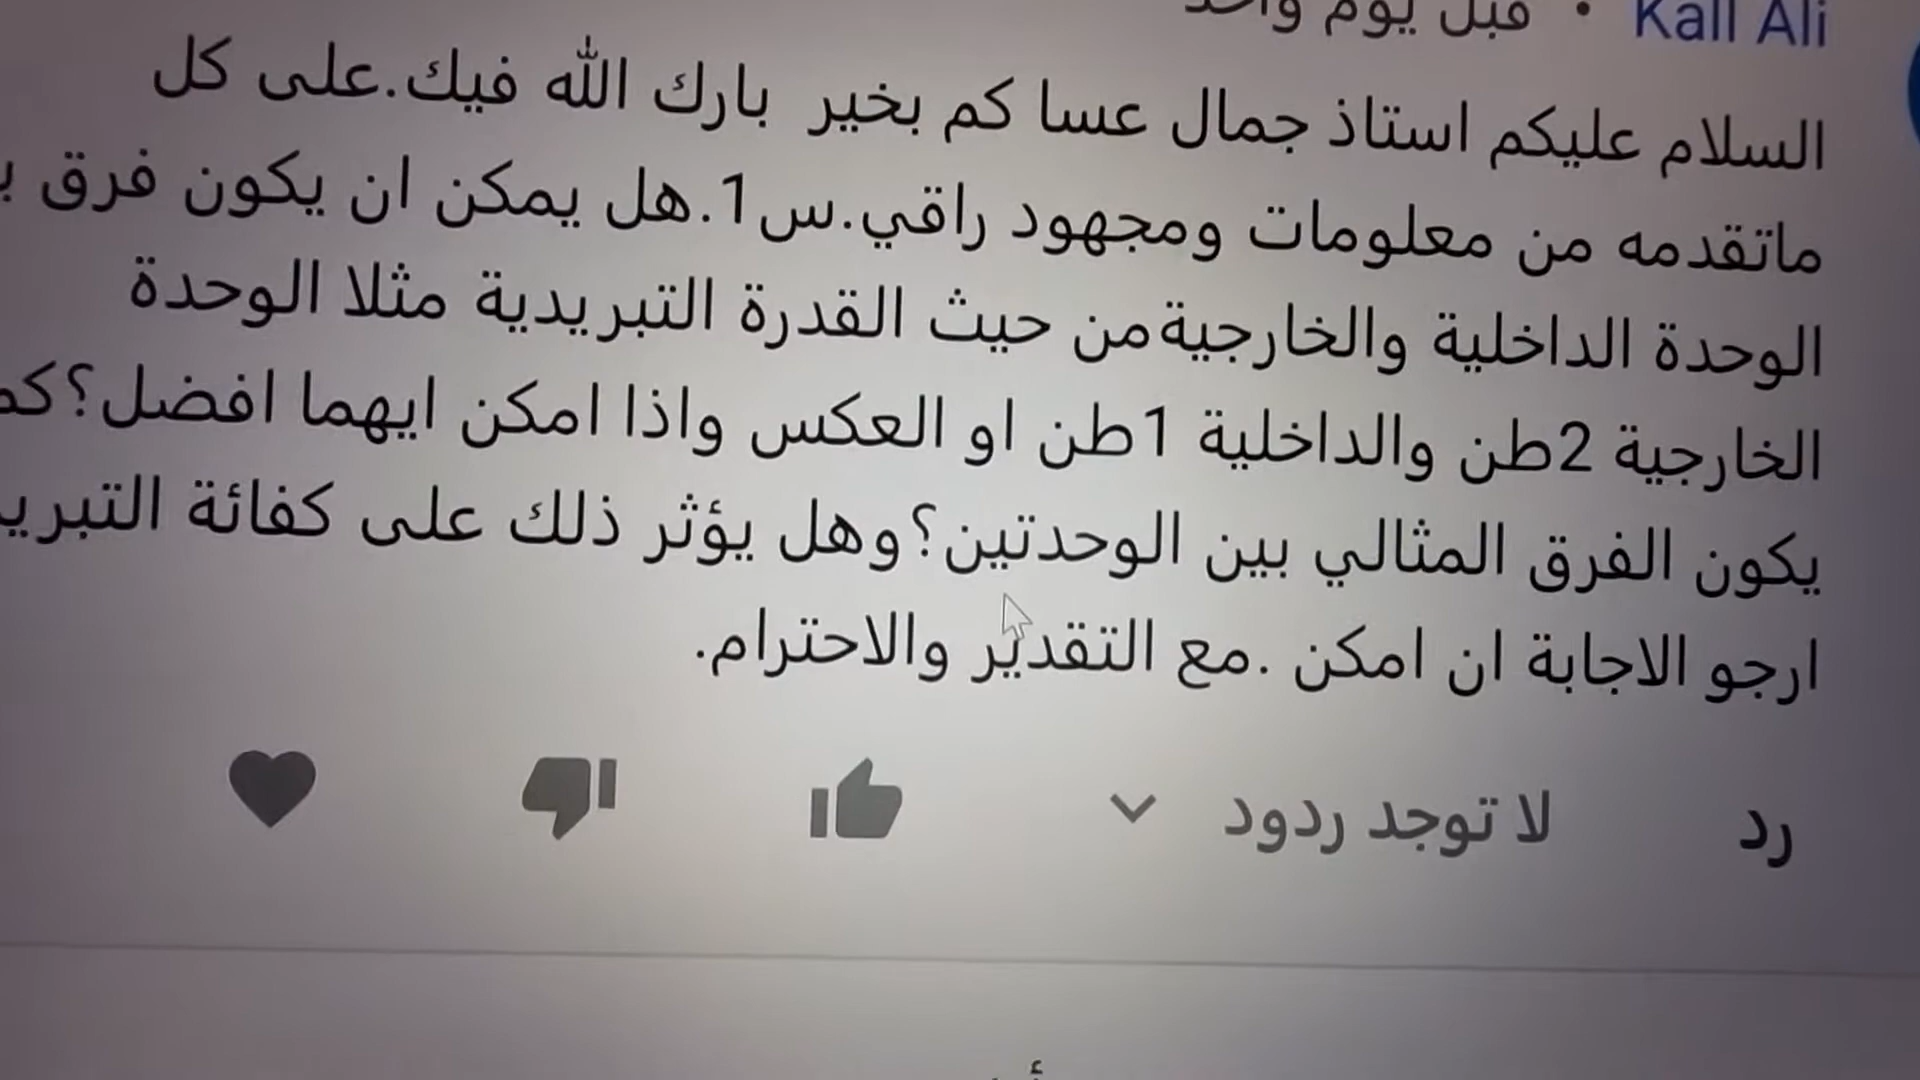 Kall Ali • قبل يوم واحد
السلام عليكم استاذ جمال عسا كم بخير بارك الله فيك.على كل
ماتقدمه من معلومات ومجهود راقي.س1.هل يمكن ان يكون فرق
الوحدة الداخلية والخارجيةمن حيث القدرة التبريدية مثلا الوحدة
الخارجية 2طن والداخلية 1طن او العكس واذا امكن ايهما افضل؟
يكون الفرق المثالي بين الوحدتين؟وهل يؤثر ذلك على كفائة
ارجو الاجابة ان امكن .مع التقدير والاحترام.
رد لا توجد ردود